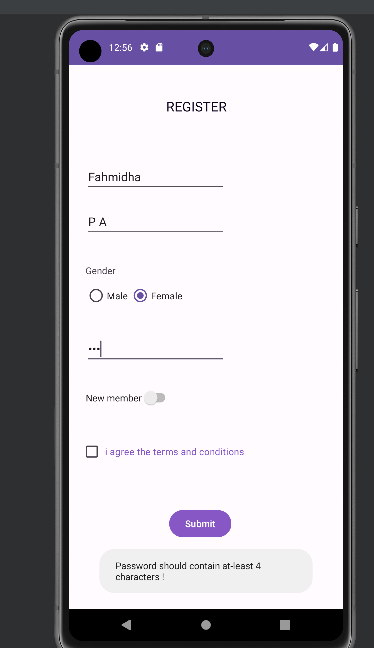 12:56
REGISTER
Fahmidha
P A
Gender
Male Female
•••
New member
i agree the terms and conditions
Submit
Password should contain at-least 4
characters !